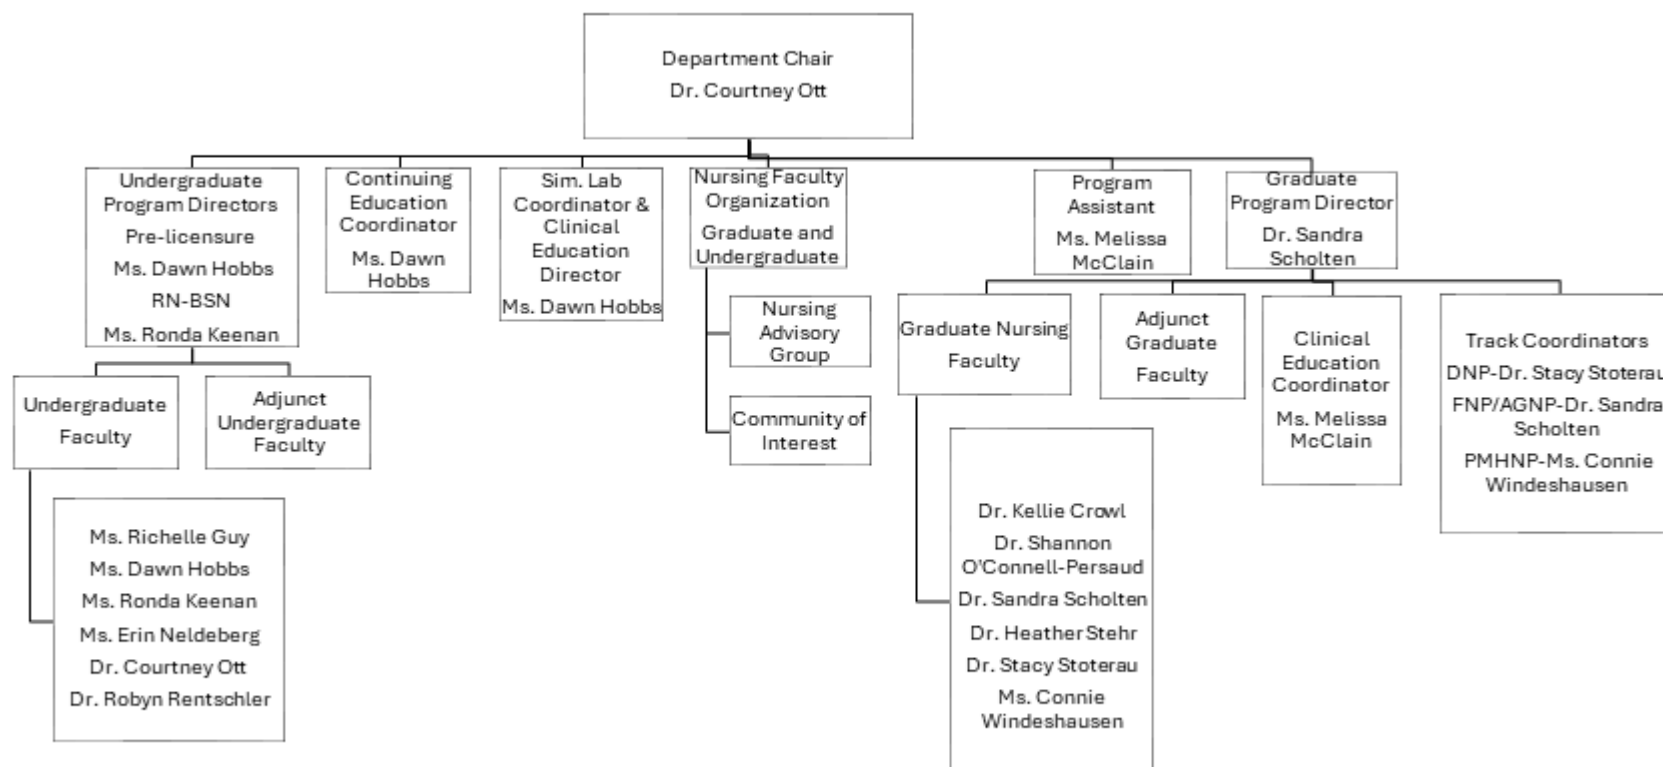 Department Chair
Dr. Courtney Ott
Undergraduate
Program Directors
Pre-licensure
Ms. Dawn Hobbs
RN-BSN
Ms. Ronda Keenan
Continuing
Education
Coordinator
Ms. Dawn
Hobbs
Sim. Lab
Coordinator &
Clinical
Education
Director
Ms. Dawn Hobbs
Nursing Faculty
Organization
Graduate and
Undergraduate
Program
Assistant
Ms. Melissa
McClain
Graduate
Program Director
Dr. Sandra
Scholten
Undergraduate
Faculty
Adjunct
Undergraduate
Faculty
Nursing
Advisory
Group
Community of
Interest
Graduate Nursing
Faculty
Adjunct
Graduate
Faculty
Clinical
Education
Coordinator
Ms. Melissa
McClain
Track Coordinators
DNP-Dr. Stacy Stoterau
FNP/AGNP-Dr. Sandra
Scholten
PMHNP-Ms. Connie
Windeshausen
Ms. Richelle Guy
Ms. Dawn Hobbs
Ms. Ronda Keenan
Ms. Erin Neldeberg
Dr. Courtney Ott
Dr. Robyn Rentschler
Dr. Kellie Crowl
Dr. Shannon
O'Connell-Persaud
Dr. Sandra Scholten
Dr. Heather Stehr
Dr. Stacy Stoterau
Ms. Connie
Windeshausen